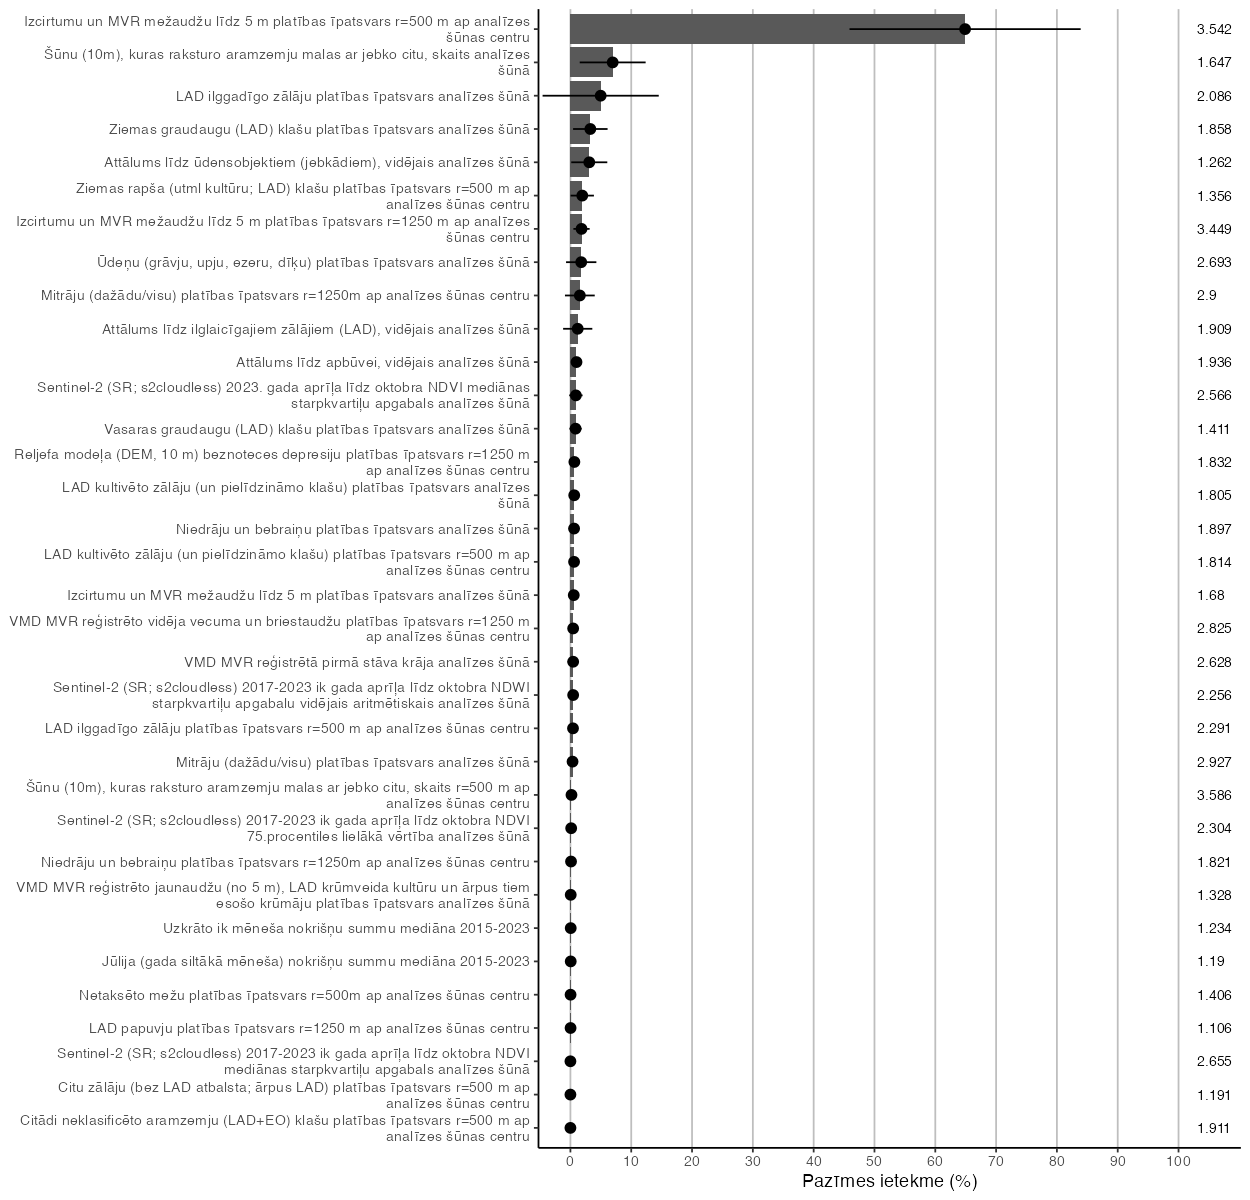 Izcirtumu un MVR mežaudžu līdz 5 m platības īpatsvars r=500 m ap analīzes
šūnas centru
3.542
Šūnu (10m), kuras raksturo aramzemju malas ar jebko citu, skaits analīzes
šūnā
1.647
LAD ilggadīgo zālāju platības īpatsvars analīzes šūnā
2.086
Ziemas graudaugu (LAD) klašu platības īpatsvars analīzes šūnā
1.858
Attālums līdz ūdensobjektiem (jebkādiem), vidējais analīzes šūnā
1.262
Ziemas rapša (utml kultūru; LAD) klašu platības īpatsvars r=500 m ap
analīzes šūnas centru
1.356
Izcirtumu un MVR mežaudžu līdz 5 m platības īpatsvars r=1250 m ap analīzes
šūnas centru
3.449
Ūdeņu (grāvju, upju, ezeru, dīķu) platības īpatsvars analīzes šūnā
2.693
Mitrāju (dažādu/visu) platības īpatsvars r=1250m ap analīzes šūnas centru
2.9
Attālums līdz ilglaicīgajiem zālājiem (LAD), vidējais analīzes šūnā
1.909
Attālums līdz apbūvei, vidējais analīzes šūnā
1.936
Sentinel-2 (SR; s2cloudless) 2023. gada aprīļa līdz oktobra NDVI mediānas
starpkvartiļu apgabals analīzes šūnā
2.566
Vasaras graudaugu (LAD) klašu platības īpatsvars analīzes šūnā
1.411
Reljefa modeļa (DEM, 10 m) beznoteces depresiju platības īpatsvars r=1250 m
ap analīzes šūnas centru
1.832
LAD kultivēto zālāju (un pielīdzināmo klašu) platības īpatsvars analīzes
šūnā
1.805
Niedrāju un bebraiņu platības īpatsvars analīzes šūnā
1.897
LAD kultivēto zālāju (un pielīdzināmo klašu) platības īpatsvars r=500 m ap
analīzes šūnas centru
1.814
Izcirtumu un MVR mežaudžu līdz 5 m platības īpatsvars analīzes šūnā
1.68
VMD MVR reģistrēto vidēja vecuma un briestaudžu platības īpatsvars r=1250 m
ap analīzes šūnas centru
2.825
VMD MVR reģistrētā pirmā stāva krāja analīzes šūnā
2.628
Sentinel-2 (SR; s2cloudless) 2017-2023 ik gada aprīļa līdz oktobra NDWI
starpkvartiļu apgabalu vidējais aritmētiskais analīzes šūnā
2.256
LAD ilggadīgo zālāju platības īpatsvars r=500 m ap analīzes šūnas centru
2.291
Mitrāju (dažādu/visu) platības īpatsvars analīzes šūnā
2.927
Šūnu (10m), kuras raksturo aramzemju malas ar jebko citu, skaits r=500 m ap
analīzes šūnas centru
3.586
Sentinel-2 (SR; s2cloudless) 2017-2023 ik gada aprīļa līdz oktobra NDVI
75.procentiles lielākā vērtība analīzes šūnā
2.304
Niedrāju un bebraiņu platības īpatsvars r=1250m ap analīzes šūnas centru
1.821
VMD MVR reģistrēto jaunaudžu (no 5 m), LAD krūmveida kultūru un ārpus tiem
esošo krūmāju platības īpatsvars analīzes šūnā
1.328
Uzkrāto ik mēneša nokrišņu summu mediāna 2015-2023
1.234
Jūlija (gada siltākā mēneša) nokrišņu summu mediāna 2015-2023
1.19
Netaksēto mežu platības īpatsvars r=500m ap analīzes šūnas centru
1.406
LAD papuvju platības īpatsvars r=1250 m ap analīzes šūnas centru
1.106
Sentinel-2 (SR; s2cloudless) 2017-2023 ik gada aprīļa līdz oktobra NDVI
mediānas starpkvartiļu apgabals analīzes šūnā
2.655
Citu zālāju (bez LAD atbalsta; ārpus LAD) platības īpatsvars r=500 m ap
analīzes šūnas centru
1.191
Citādi neklasificēto aramzemju (LAD+EO) klašu platības īpatsvars r=500 m ap
analīzes šūnas centru
1.911
0 10 20 30 40 50 60 70 80 90 100
Pazīmes ietekme (%)